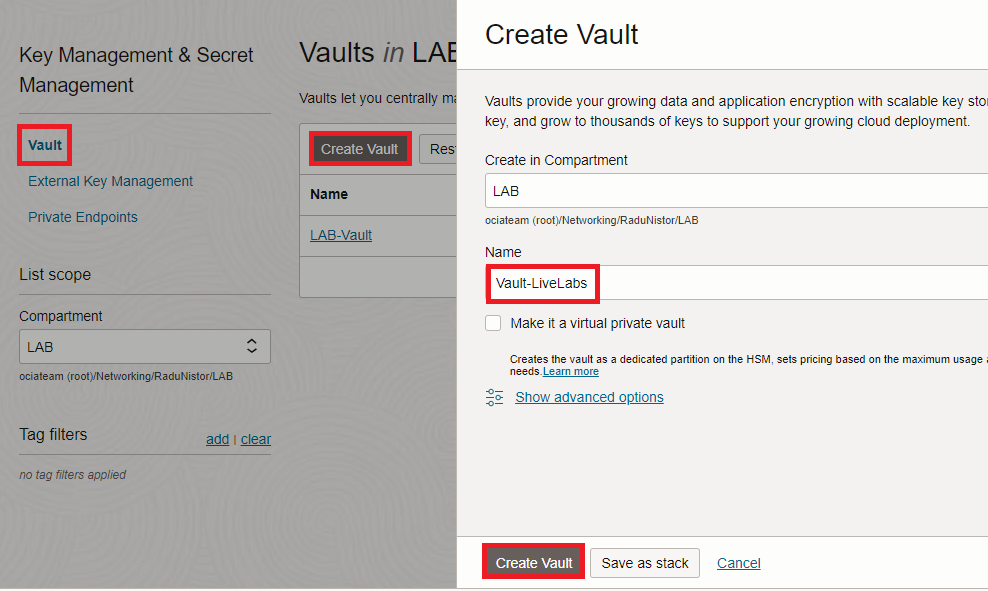 Key Management & Secret
Management
Vault
External Key Management
Private Endpoints
List scope
Compartment
LAB
ociateam (root)/Networking/RaduNistor/LAB
Tag filters
add | clear
no tag filters applied
Vaults in LAB
Vaults let you centrally ma
Create Vault
Rest
Name
LAB-Vault
Create Vault
Vaults provide your growing data and application encryption with scalable key stor
key, and grow to thousands of keys to support your growing cloud deployment.
Create in Compartment
LAB
ociateam (root)/Networking/RaduNistor/LAB
Name
Vault-LiveLabs
Make it a virtual private vault
Creates the vault as a dedicated partition on the HSM, sets pricing based on the maximum usage a
needs.Learn more
Show advanced options
Create Vault
Save as stack
Cancel